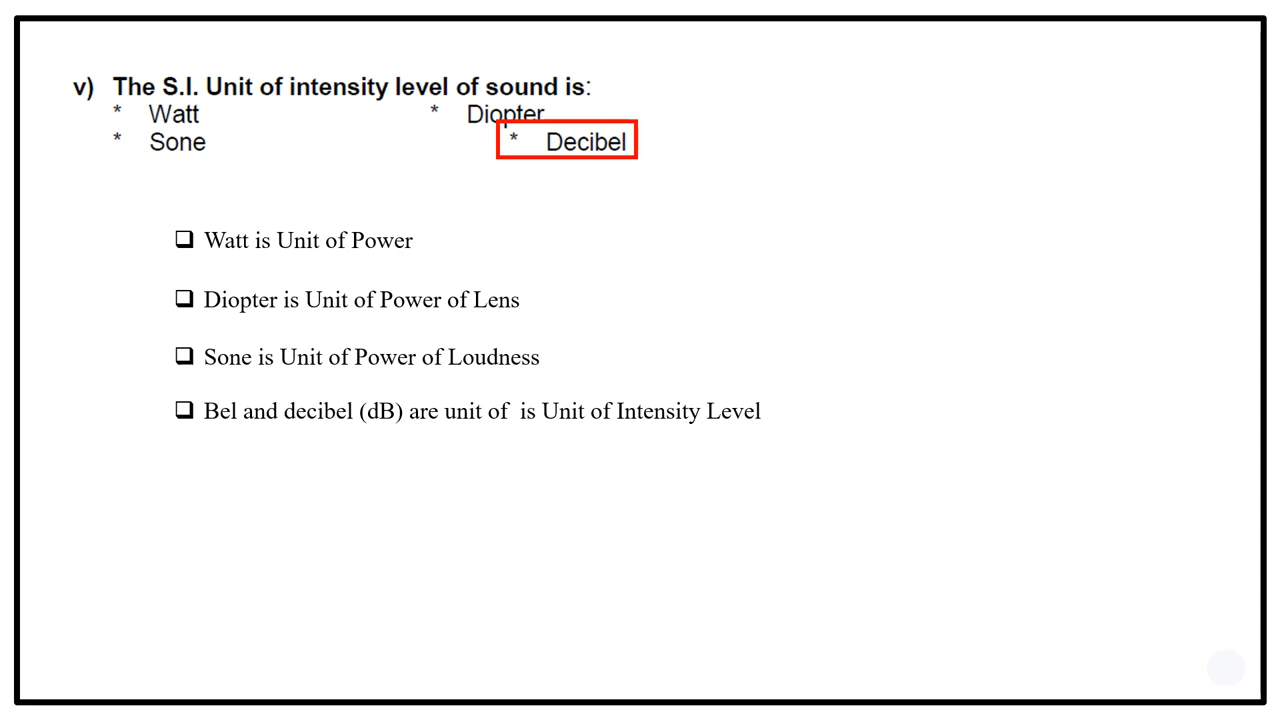 v) The S.I. Unit of intensity level of sound is:
* Watt * Diopter
* Sone * Decibel
❑ Watt is Unit of Power
❑ Diopter is Unit of Power of Lens
❑ Sone is Unit of Power of Loudness
❑ Bel and decibel (dB) are unit of is Unit of Intensity Level